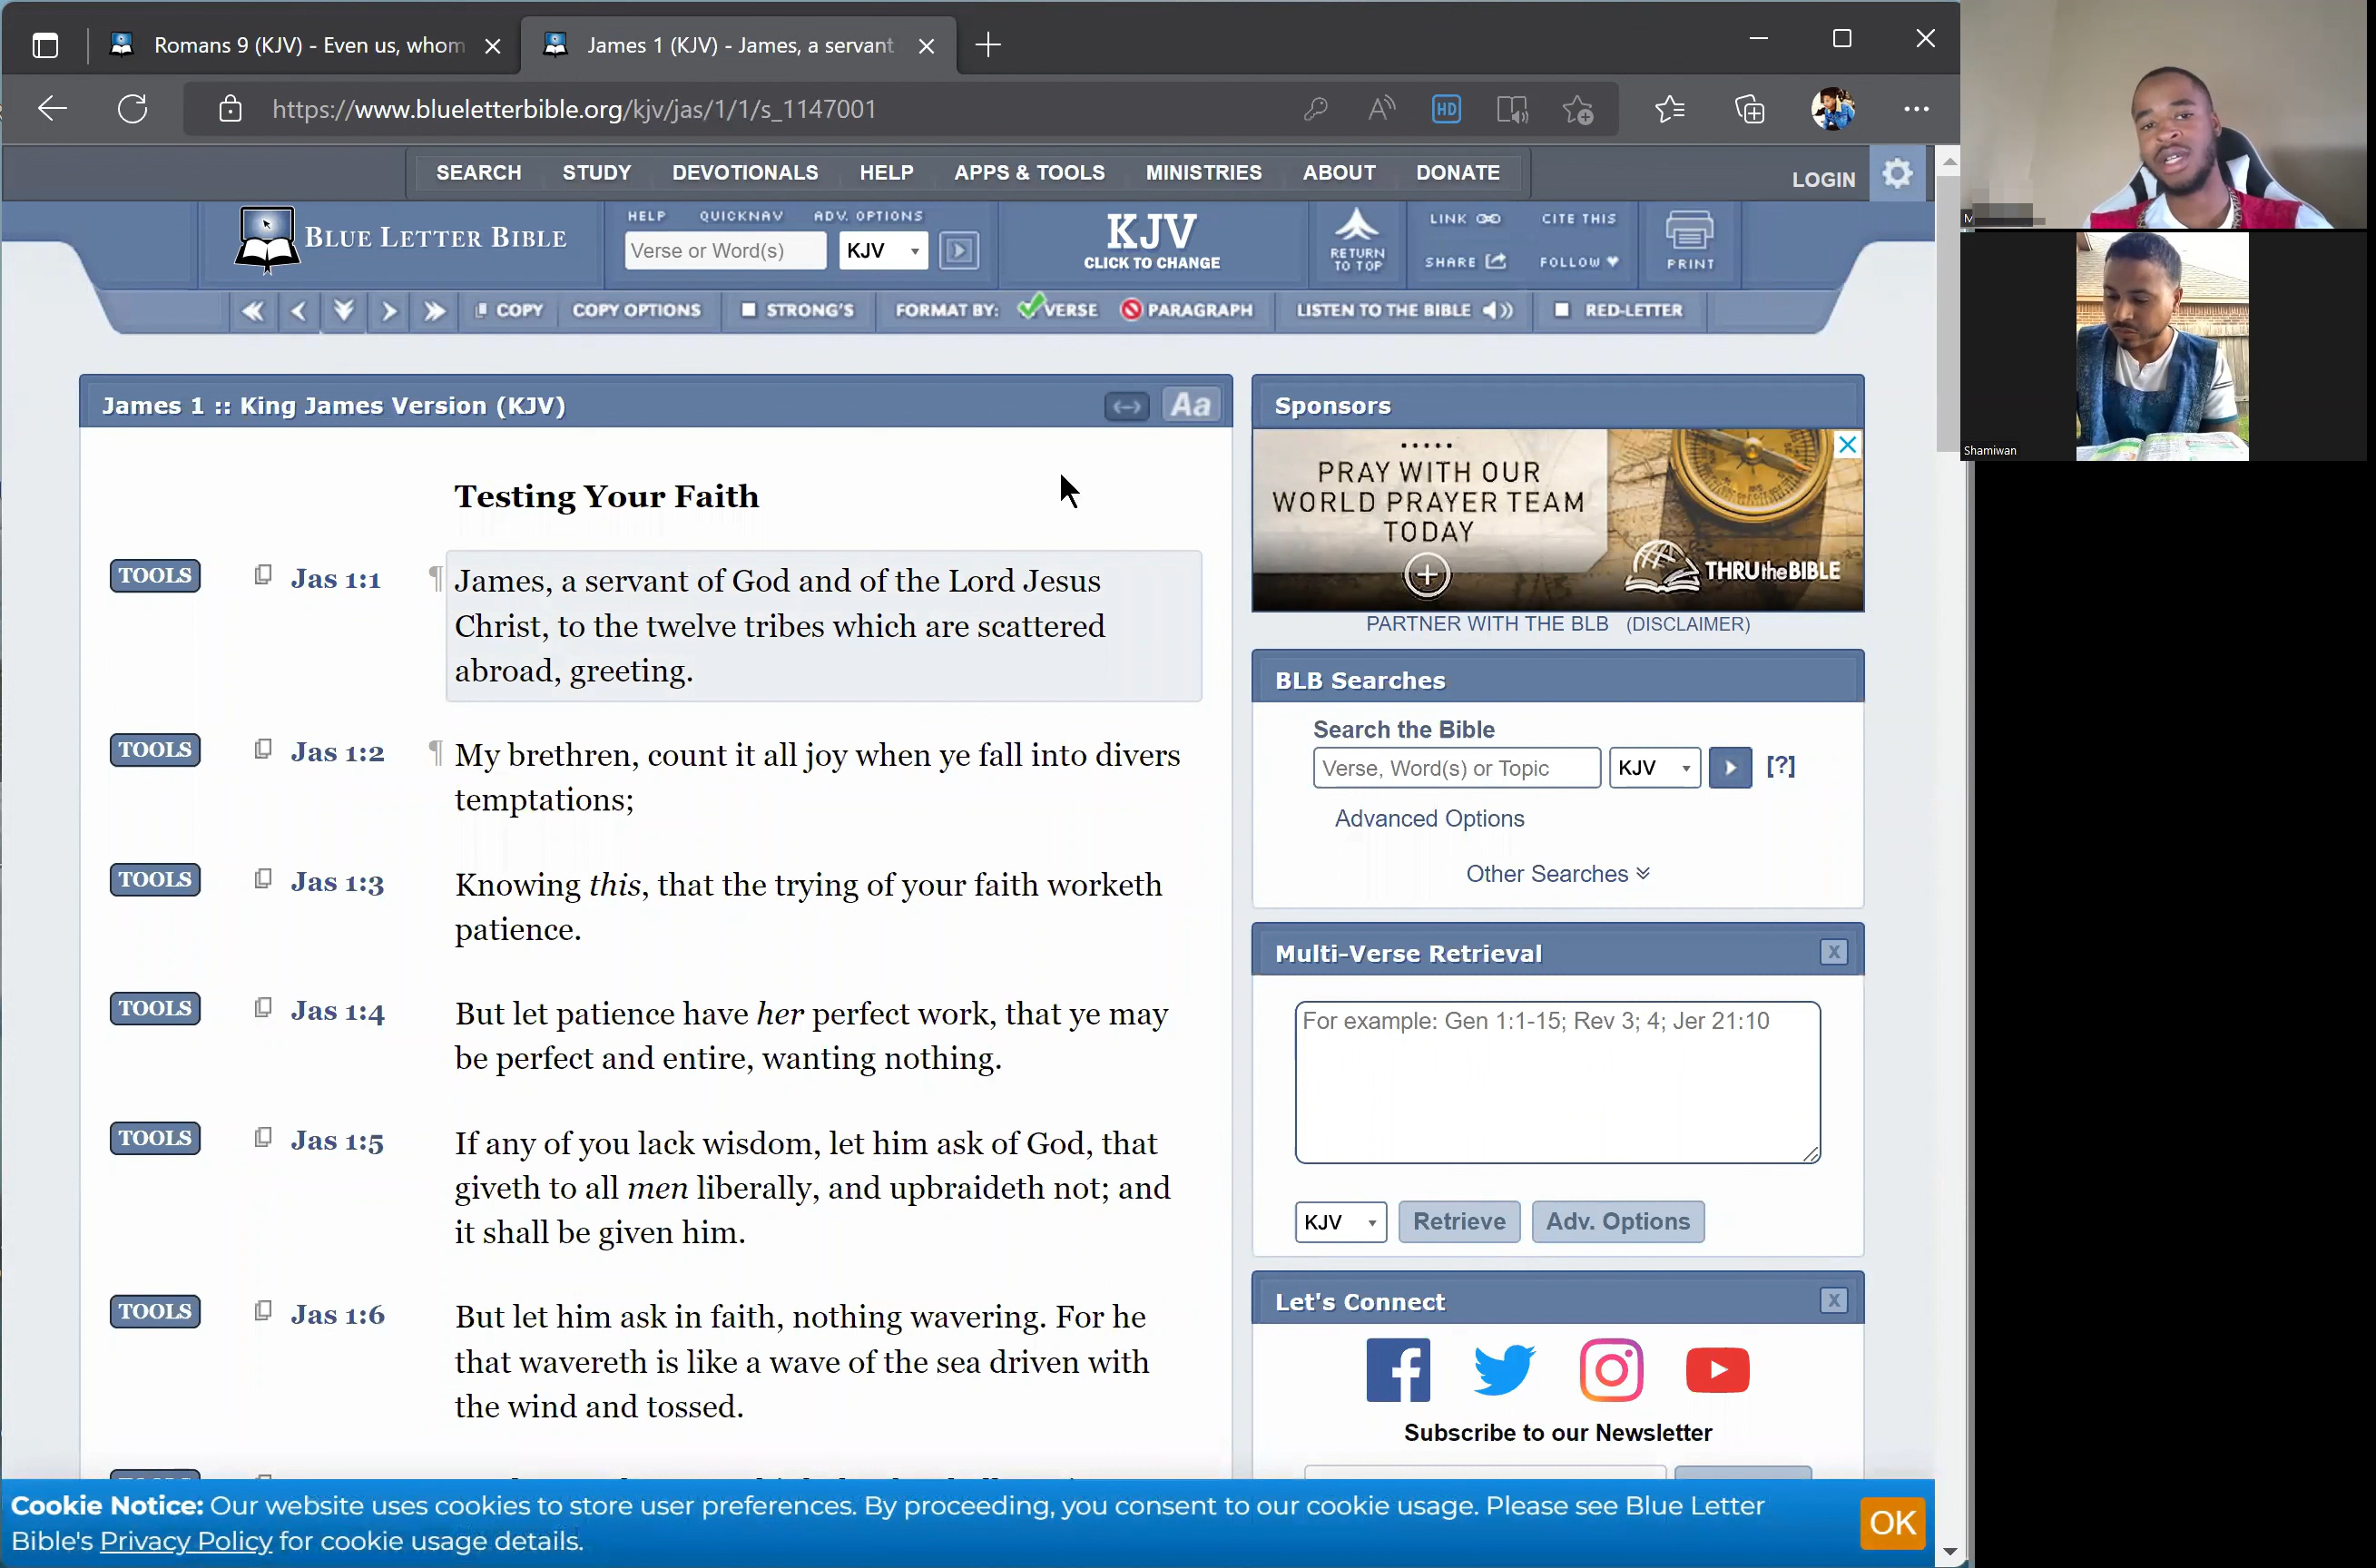 Romans 9 (KJV) - Even us, whom
James 1 (KJV) - James, a servant
https://www.blueletterbible.org/kjv/jas/1/1/s_1147001
HD
SEARCH STUDY DEVOTIONALS HELP APPS & TOOLS MINISTRIES ABOUT DONATE
LOGIN
BLUE LETTER BIBLE
HELP QUICKNAV ADV. OPTIONS
Verse or Word(s) KJV
KJV
CLICK TO CHANGE
RETURN
TO TOP
LINK CITE THIS
SHARE FOLLOW
PRINT
COPY COPY OPTIONS STRONG'S FORMAT BY: VERSE PARAGRAPH LISTEN TO THE BIBLE RED-LETTER
James 1 :: King James Version (KJV)
Aa
Testing Your Faith
TOOLS Jas 1:1 ¶ James, a servant of God and of the Lord Jesus
Christ, to the twelve tribes which are scattered
abroad, greeting.
TOOLS Jas 1:2 ¶ My brethren, count it all joy when ye fall into divers
temptations;
TOOLS Jas 1:3 Knowing this, that the trying of your faith worketh
patience.
TOOLS Jas 1:4 But let patience have her perfect work, that ye may
be perfect and entire, wanting nothing.
TOOLS Jas 1:5 If any of you lack wisdom, let him ask of God, that
giveth to all men liberally, and upbraideth not; and
it shall be given him.
TOOLS Jas 1:6 But let him ask in faith, nothing wavering. For he
that wavereth is like a wave of the sea driven with
the wind and tossed.
Sponsors
PRAY WITH OUR
WORLD PRAYER TEAM
TODAY
THRU the BIBLE
PARTNER WITH THE BLB (DISCLAIMER)
BLB Searches
Search the Bible
Verse, Word(s) or Topic KJV [?]
Advanced Options
Other Searches
Multi-Verse Retrieval X
For example: Gen 1:1-15; Rev 3; 4; Jer 21:10
KJV Retrieve Adv. Options
Let's Connect X
Subscribe to our Newsletter
Cookie Notice: Our website uses cookies to store user preferences. By proceeding, you consent to our cookie usage. Please see Blue Letter
Bible's Privacy Policy for cookie usage details.
OK
M
Shamiwan